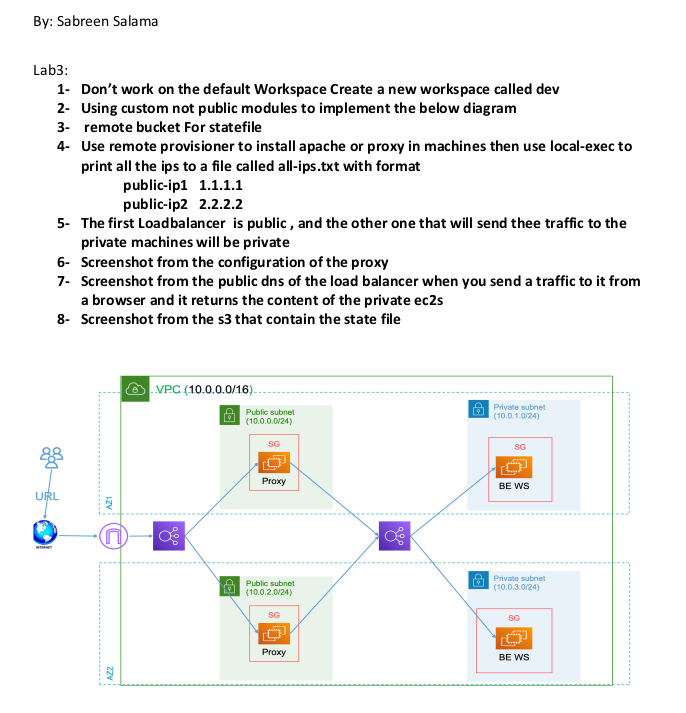 By: Sabreen Salama
Lab3:
1- Don’t work on the default Workspace Create a new workspace called dev
2- Using custom not public modules to implement the below diagram
3- remote bucket For statefile
4- Use remote provisioner to install apache or proxy in machines then use local-exec to
print all the ips to a file called all-ips.txt with format
public-ip1 1.1.1.1
public-ip2 2.2.2.2
5- The first Loadbalancer is public , and the other one that will send thee traffic to the
private machines will be private
6- Screenshot from the configuration of the proxy
7- Screenshot from the public dns of the load balancer when you send a traffic to it from
a browser and it returns the content of the private ec2s
8- Screenshot from the s3 that contain the state file
VPC (10.0.0.0/16)
Public subnet
(10.0.0.0/24)
SG
Proxy
Private subnet
(10.0.1.0/24)
SG
BE WS
AZ1
URL
INTERNET
Public subnet
(10.0.2.0/24)
SG
Proxy
Private subnet
(10.0.3.0/24)
SG
BE WS
AZ2